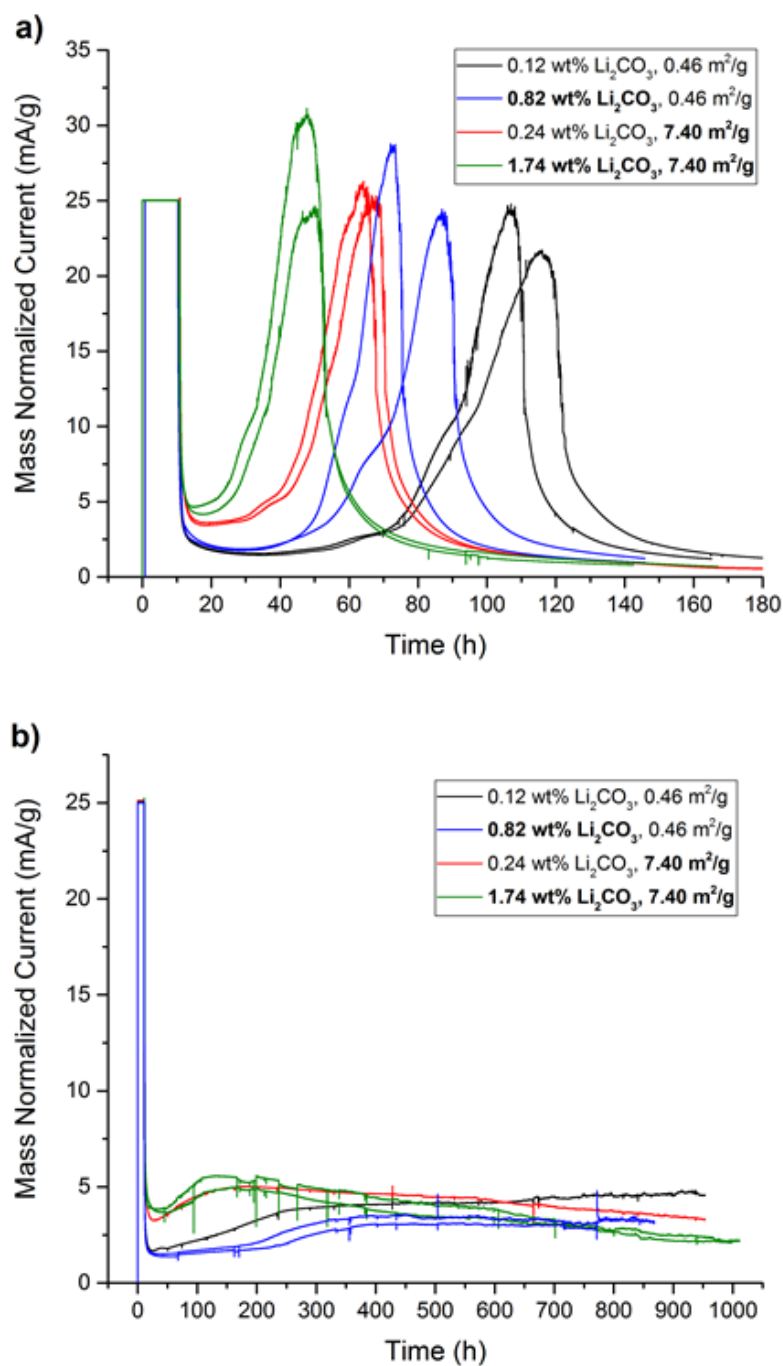 a)
35
30
25
20
15
10
5
0
Mass Normalized Current (mA/g)
0.12 wt% Li₂CO₃, 0.46 m²/g
0.82 wt% Li₂CO₃, 0.46 m²/g
0.24 wt% Li₂CO₃, 7.40 m²/g
1.74 wt% Li₂CO₃, 7.40 m²/g
0 20 40 60 80 100 120 140 160 180
Time (h)
b)
25
20
15
10
5
0
Mass Normalized Current (mA/g)
0.12 wt% Li₂CO₃, 0.46 m²/g
0.82 wt% Li₂CO₃, 0.46 m²/g
0.24 wt% Li₂CO₃, 7.40 m²/g
1.74 wt% Li₂CO₃, 7.40 m²/g
0 100 200 300 400 500 600 700 800 900 1000
Time (h)